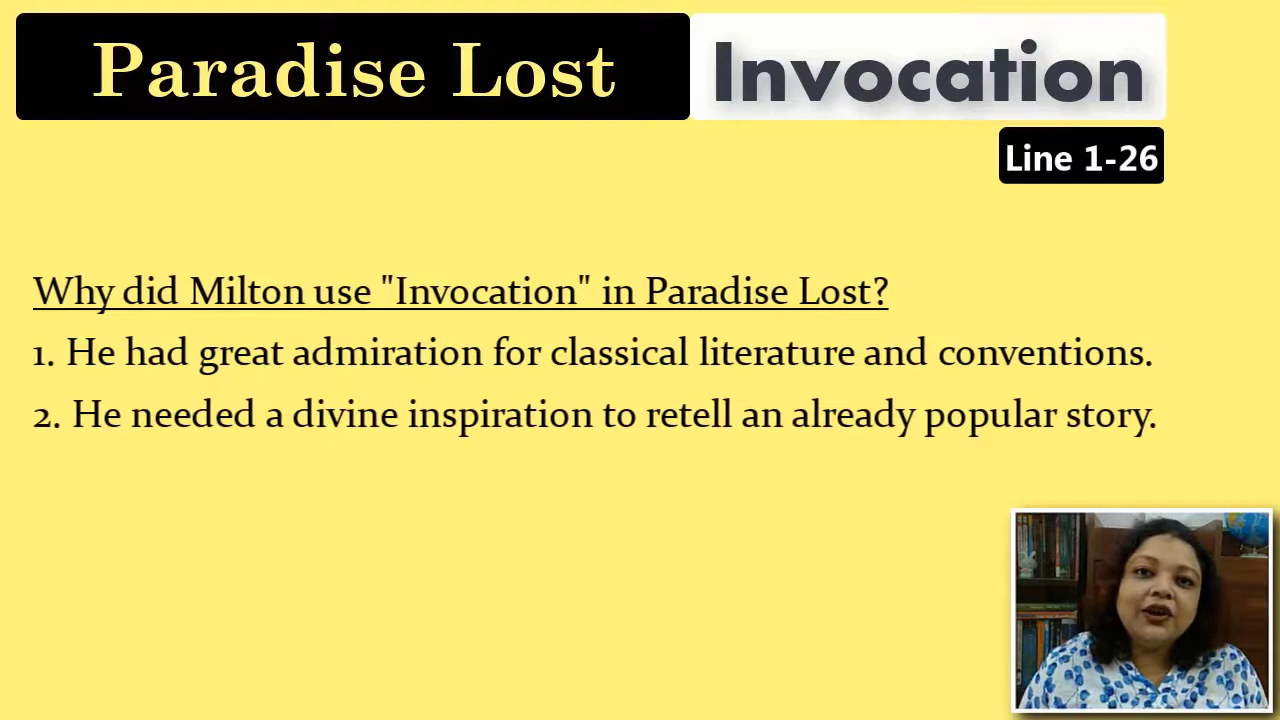 Paradise Lost Invocation
Line 1-26
Why did Milton use "Invocation" in Paradise Lost?
1. He had great admiration for classical literature and conventions.
2. He needed a divine inspiration to retell an already popular story.